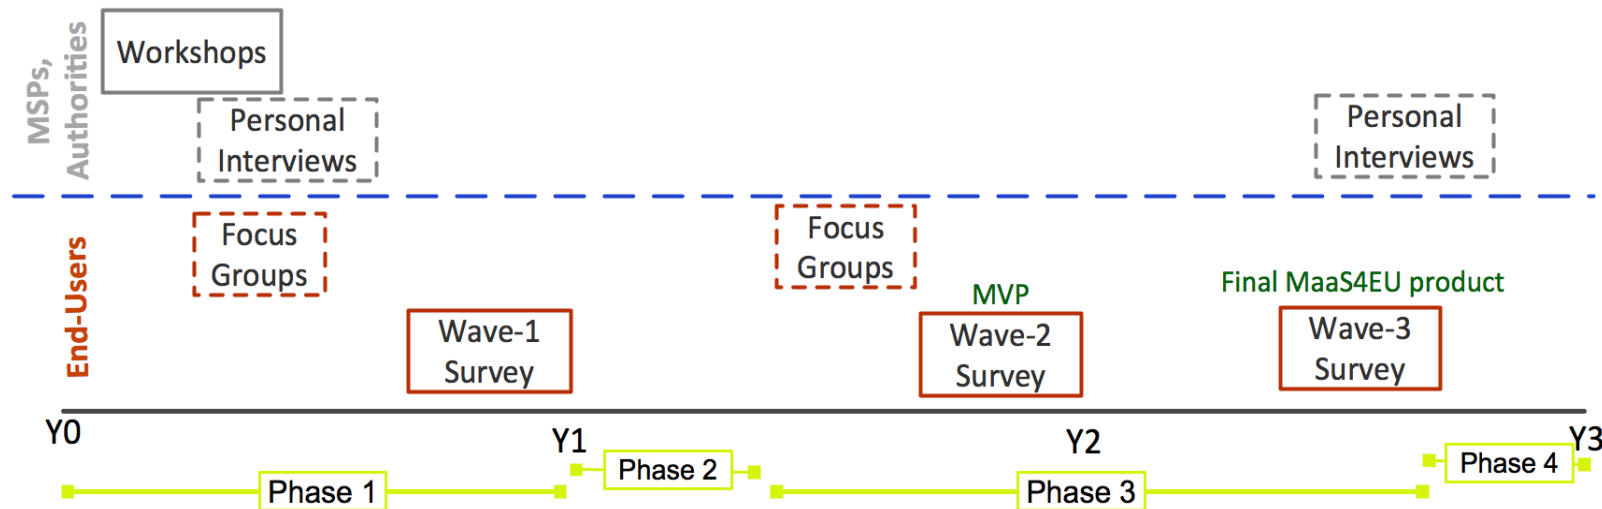 MSPs,
Authorities
Workshops
Personal
Interviews
Personal
Interviews
End-Users
Focus
Groups
Focus
Groups
Wave-1
Survey
MVP
Wave-2
Survey
Final MaaS4EU product
Wave-3
Survey
Y0
Y1
Y2
Y3
Phase 1
Phase 2
Phase 3
Phase 4